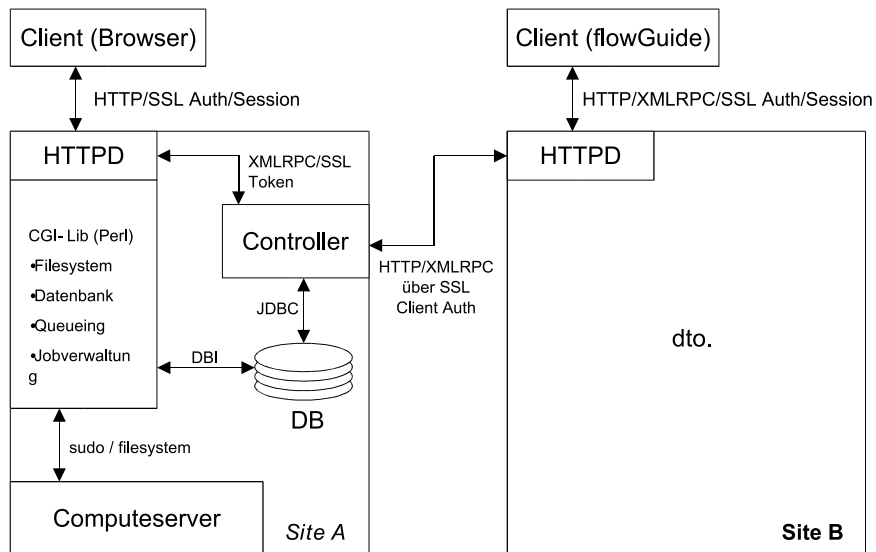 Client (Browser)
Client (flowGuide)
HTTP/SSL Auth/Session
HTTP/XMLRPC/SSL Auth/Session
HTTPD
XMLRPC/SSL
Token
HTTPD
CGI- Lib (Perl)
•Filesystem
•Datenbank
•Queueing
•Jobverwaltun
g
Controller
HTTP/XMLRPC
über SSL
Client Auth
JDBC
DBI
DB
dto.
sudo / filesystem
Computeserver
Site A
Site B